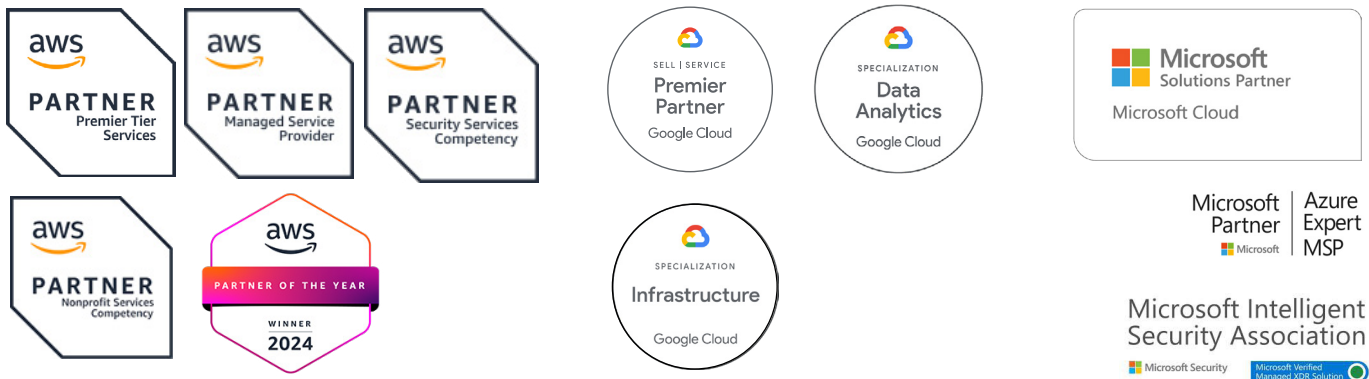 aws
PARTNER
Premier Tier
Services
aws
PARTNER
Managed Service
Provider
aws
PARTNER
Security Services
Competency
aws
PARTNER
Nonprofit Services
Competency
aws
PARTNER OF THE YEAR
WINNER
2024
SELL | SERVICE
Premier
Partner
Google Cloud
SPECIALIZATION
Data
Analytics
Google Cloud
SPECIALIZATION
Infrastructure
Google Cloud
Microsoft
Solutions Partner
Microsoft Cloud
Microsoft
Partner
Microsoft
Azure
Expert
MSP
Microsoft Intelligent
Security Association
Microsoft Security
Microsoft Verified
Managed XDR Solution